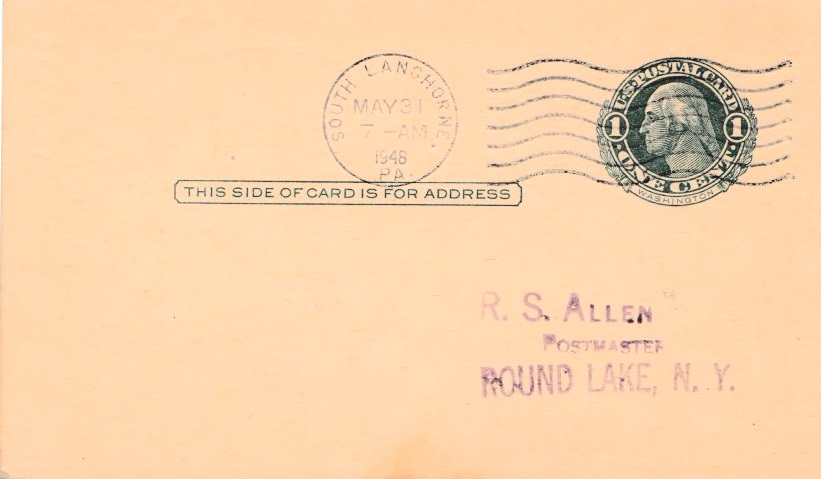 SOUTH LANGHORNE,
MAY 31
7 - AM
1948
PA.
U.S. POSTAL CARD
1 1
ONE CENT
WASHINGTON
THIS SIDE OF CARD IS FOR ADDRESS
R. S. ALLEN
POSTMASTER
ROUND LAKE, N. Y.